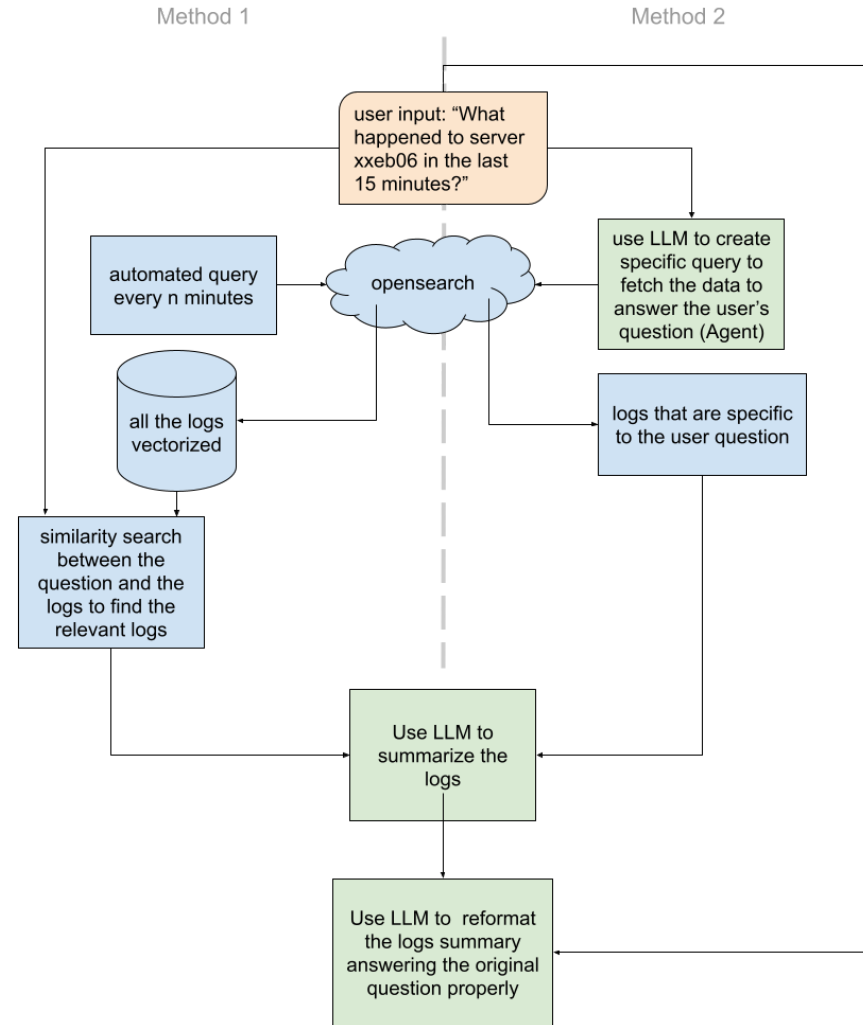 Method 1
Method 2
user input: “What
happened to server
xxeb06 in the last
15 minutes?”
automated query
every n minutes
opensearch
use LLM to create
specific query to
fetch the data to
answer the user’s
question (Agent)
all the logs
vectorized
logs that are specific
to the user question
similarity search
between the
question and the
logs to find the
relevant logs
Use LLM to
summarize the
logs
Use LLM to  reformat
the logs summary
answering the original
question properly